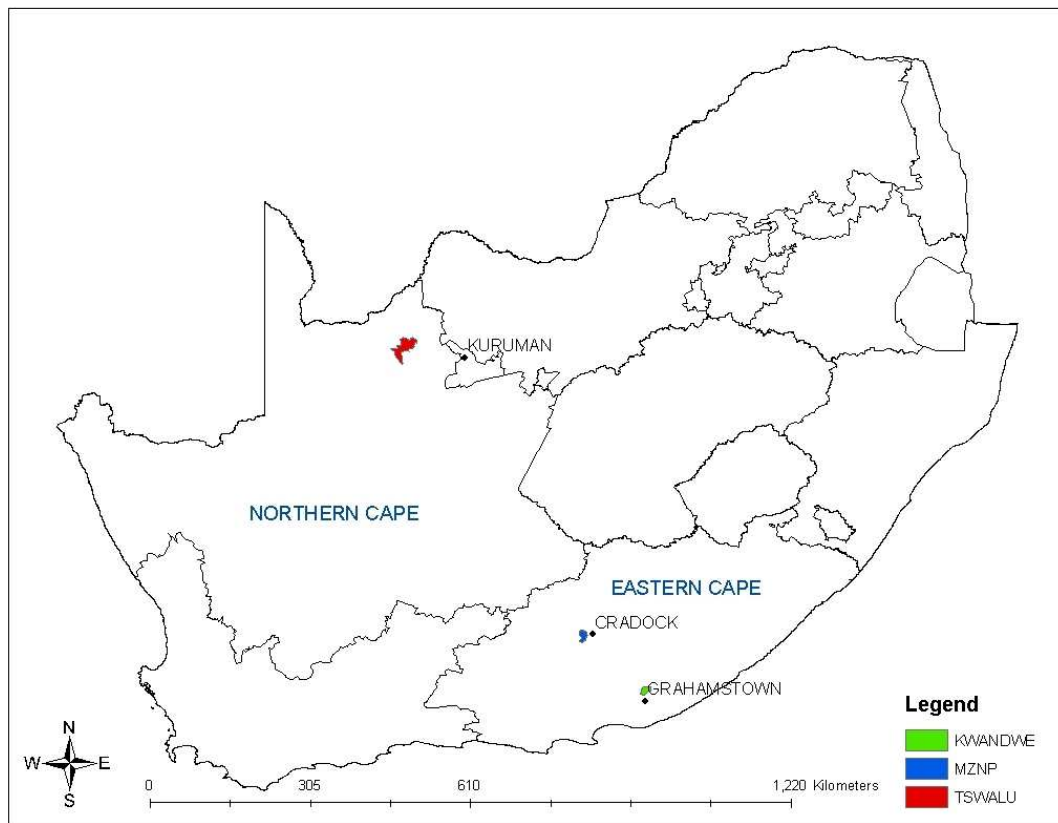 KURUMAN
NORTHERN CAPE
EASTERN CAPE
CRADOCK
GRAHAMSTOWN
Legend
KWANDWE
MZNP
TSWALU
N
W E
S
0 305 610 1,220 Kilometers